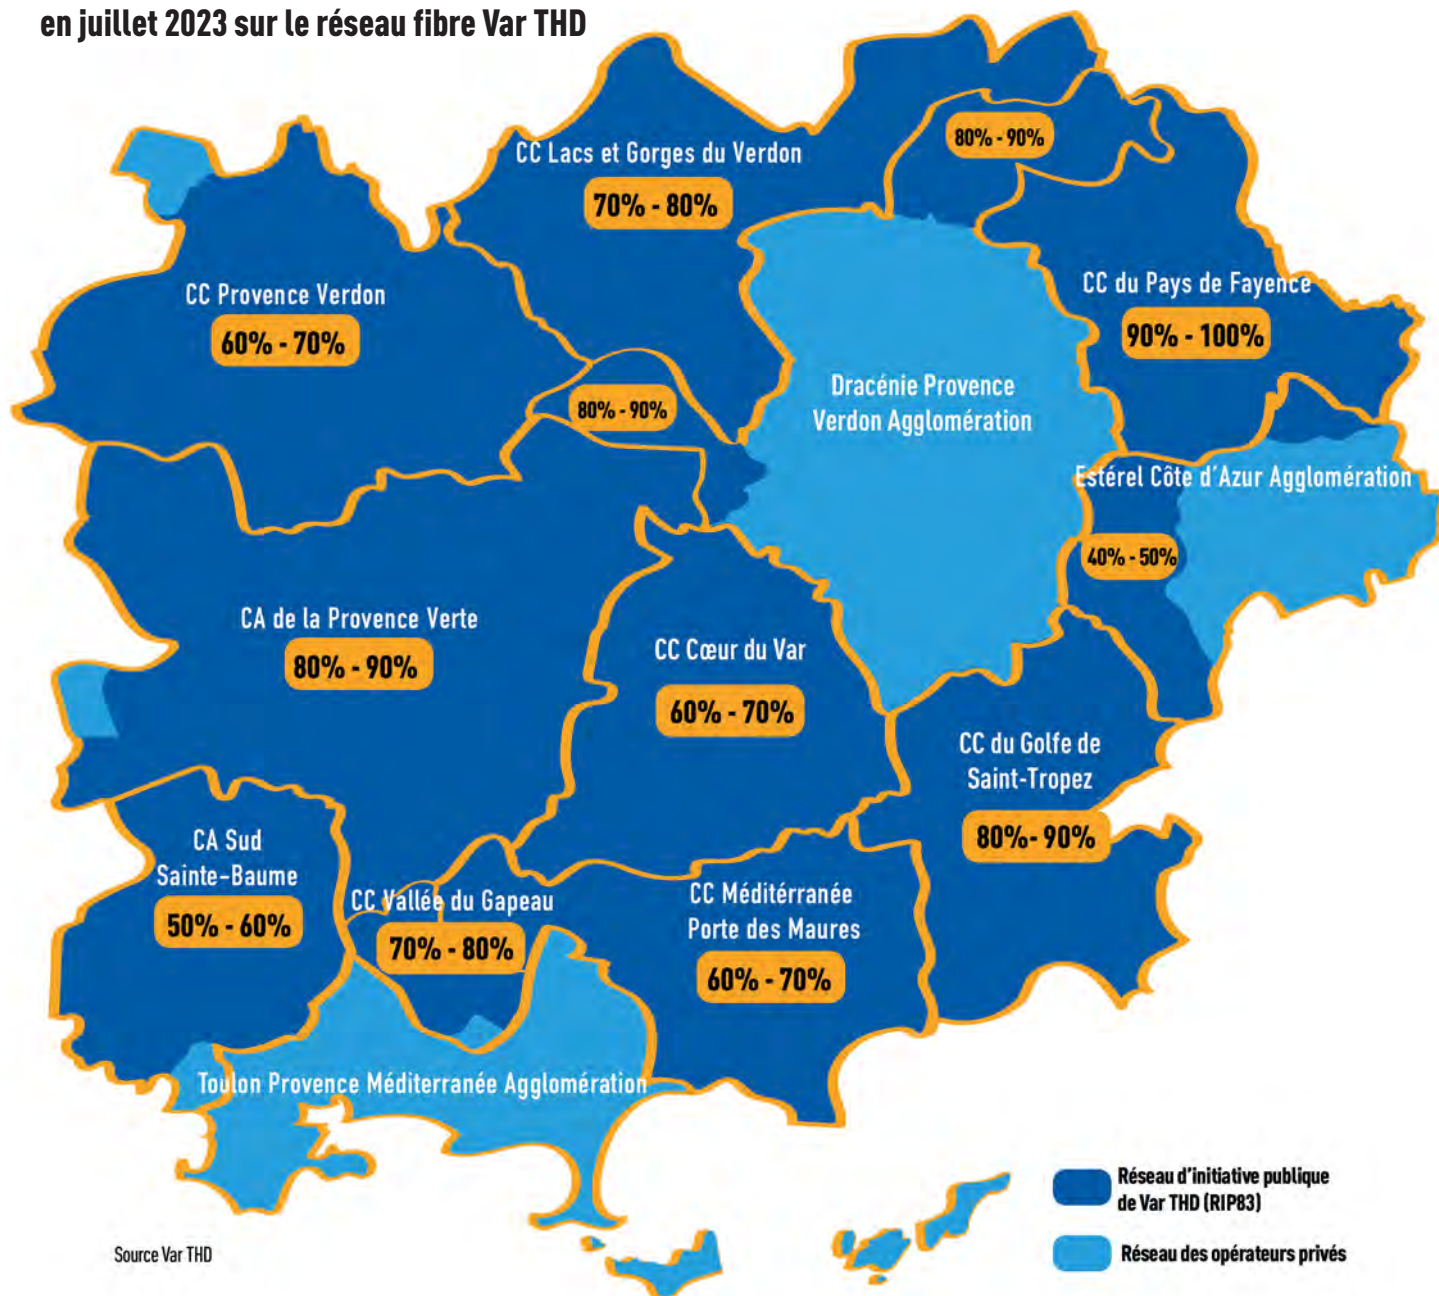 en juillet 2023 sur le réseau fibre Var THD
80% - 90%
CC Lacs et Gorges du Verdon
70% - 80%
CC Provence Verdon
60% - 70%
CC du Pays de Fayence
90% - 100%
80% - 90%
Dracénie Provence
Verdon Agglomération
Estérel Côte d'Azur Agglomération
40% - 50%
CA de la Provence Verte
80% - 90%
CC Cœur du Var
60% - 70%
CC du Golfe de
Saint-Tropez
80%- 90%
CA Sud
Sainte-Baume
50% - 60%
CC Vallée du Gapeau
70% - 80%
CC Méditérranée
Porte des Maures
60% - 70%
Toulon Provence Méditerranée Agglomération
Réseau d'initiative publique
de Var THD (RIP83)
Réseau des opérateurs privés
Source Var THD